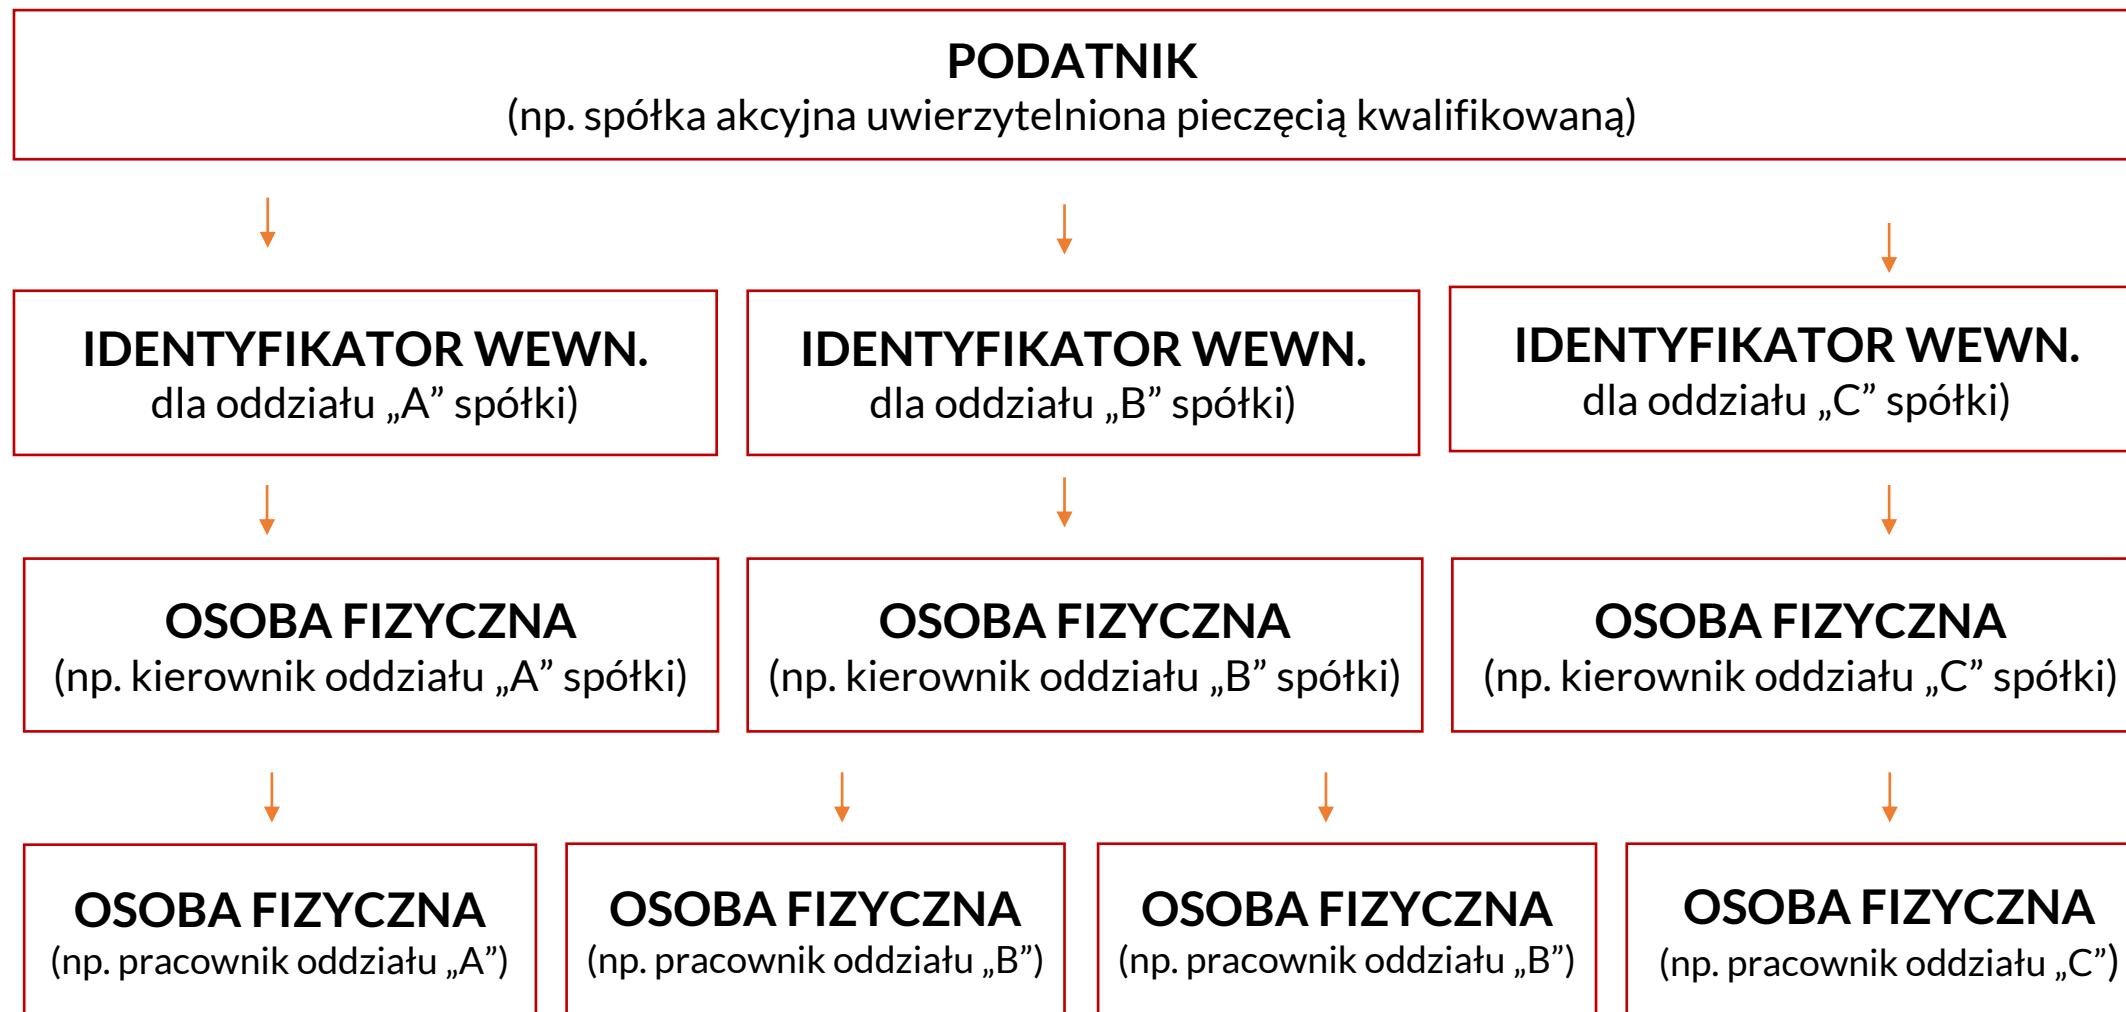 PODATNIK
(np. spółka akcyjna uwierzytelniona pieczęcią kwalifikowaną)
IDENTYFIKATOR WEWN.
dla oddziału „A” spółki)
IDENTYFIKATOR WEWN.
dla oddziału „B” spółki)
IDENTYFIKATOR WEWN.
dla oddziału „C” spółki)
OSOBA FIZYCZNA
(np. kierownik oddziału „A” spółki)
OSOBA FIZYCZNA
(np. kierownik oddziału „B” spółki)
OSOBA FIZYCZNA
(np. kierownik oddziału „C” spółki)
OSOBA FIZYCZNA
(np. pracownik oddziału „A”)
OSOBA FIZYCZNA
(np. pracownik oddziału „B”)
OSOBA FIZYCZNA
(np. pracownik oddziału „B”)
OSOBA FIZYCZNA
(np. pracownik oddziału „C”)